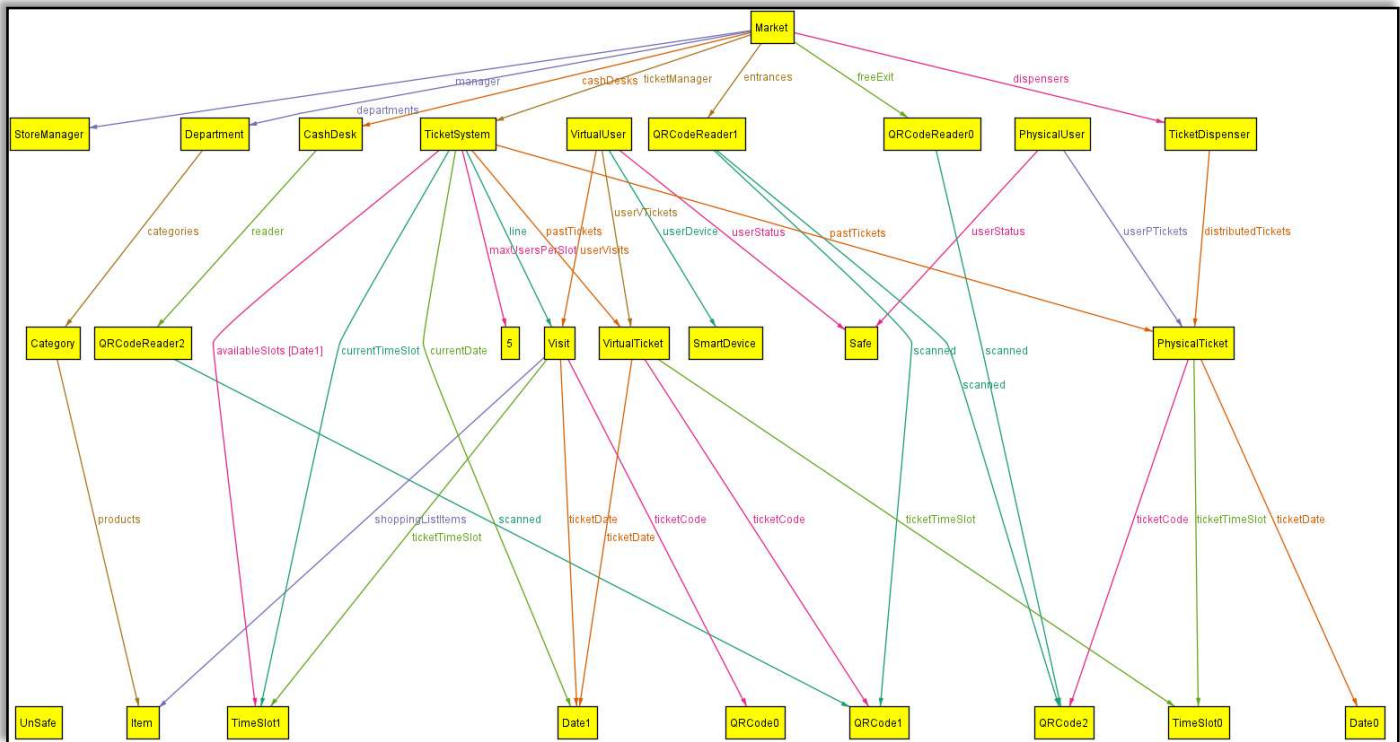 Market
manager
cashDesks
ticketManager
entrances
freeExit
dispensers
departments
StoreManager
Department
CashDesk
TicketSystem
VirtualUser
QRCodeReader1
QRCodeReader0
PhysicalUser
TicketDispenser
userVTickets
categories
reader
line
pastTickets
userDevice
userStatus
pastTickets
userStatus
userPTickets
distributedTickets
maxUsersPerSlot
userVisits
Category
QRCodeReader2
availableSlots [Date1]
currentTimeSlot
currentDate
5
Visit
VirtualTicket
SmartDevice
Safe
scanned
scanned
PhysicalTicket
scanned
products
shoppingListItems
scanned
ticketDate
ticketCode
ticketCode
ticketTimeSlot
ticketCode
ticketTimeSlot
ticketDate
ticketTimeSlot
ticketDate
UnSafe
Item
TimeSlot1
Date1
QRCode0
QRCode1
QRCode2
TimeSlot0
Date0